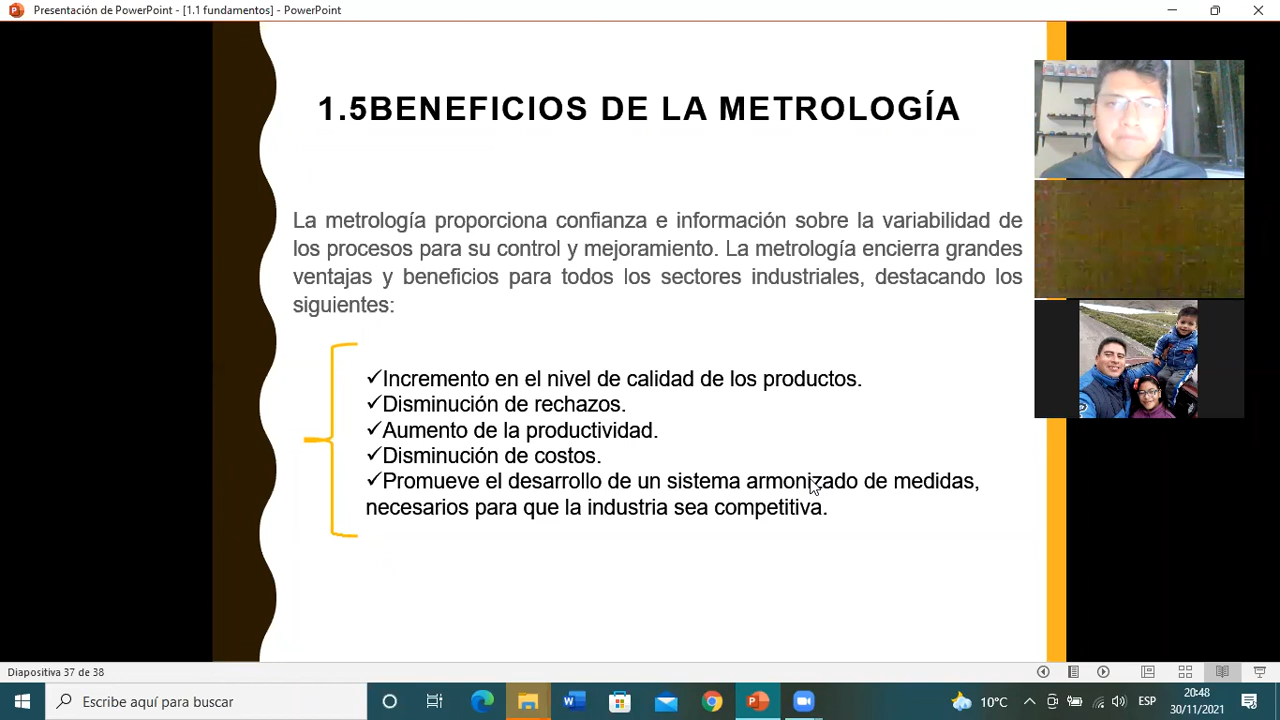 Presentación de PowerPoint - [1.1 fundamentos] - PowerPoint
1.5BENEFICIOS DE LA METROLOGÍA
La metrología proporciona confianza e información sobre la variabilidad de
los procesos para su control y mejoramiento. La metrología encierra grandes
ventajas y beneficios para todos los sectores industriales, destacando los
siguientes:
✓Incremento en el nivel de calidad de los productos.
✓Disminución de rechazos.
✓Aumento de la productividad.
✓Disminución de costos.
✓Promueve el desarrollo de un sistema armonizado de medidas,
necesarios para que la industria sea competitiva.
Diapositiva 37 de 38
Escribe aquí para buscar
10°C
ESP
20:48
30/11/2021